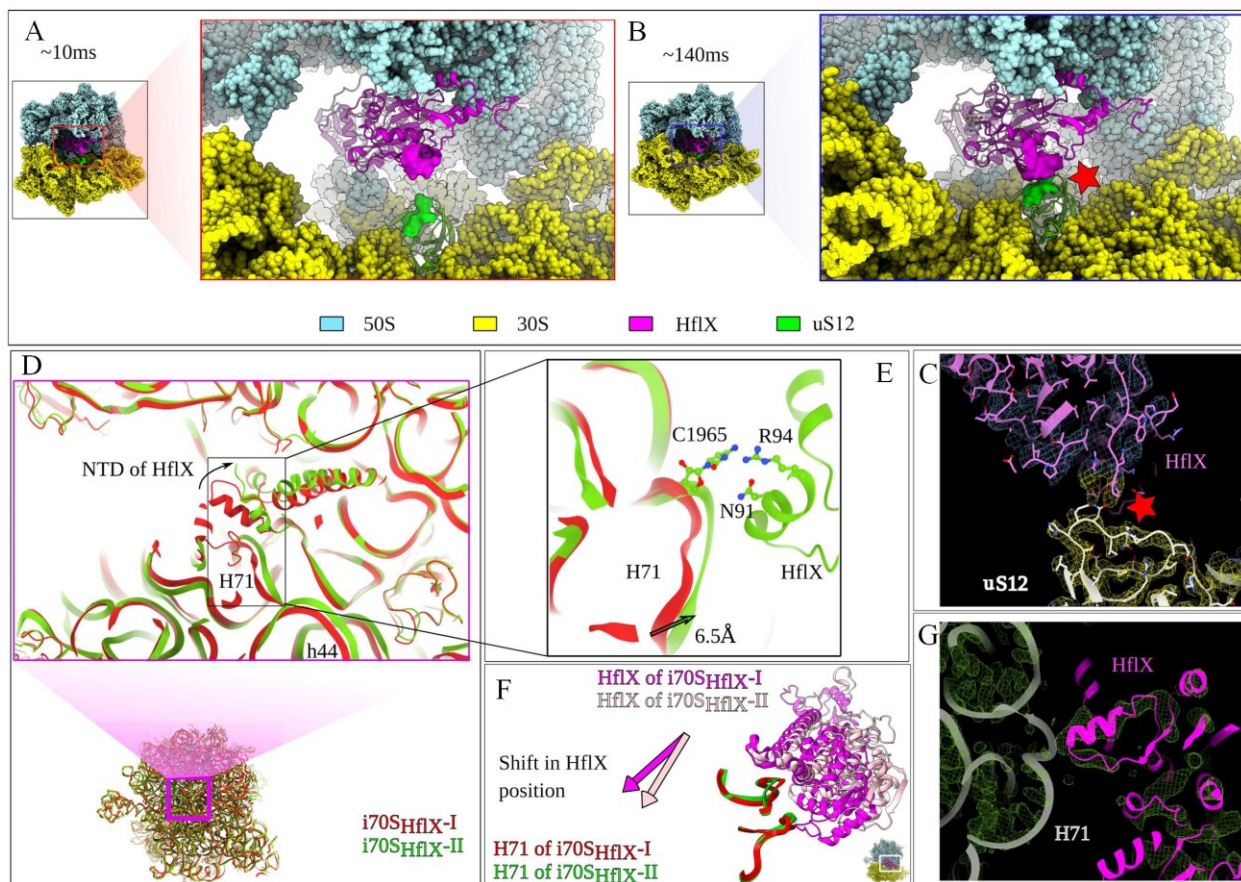 A
~10ms
B
~140ms
50S
30S
HflX
uS12
D
NTD of HflX
H71
h44
i70SHflX-I
i70SHflX-II
E
C1965
R94
N91
H71
HflX
6.5Å
C
HflX
uS12
F
HflX of i70SHflX-I
HflX of i70SHflX-II
Shift in HflX
position
H71 of i70SHflX-I
H71 of i70SHflX-II
G
HflX
H71